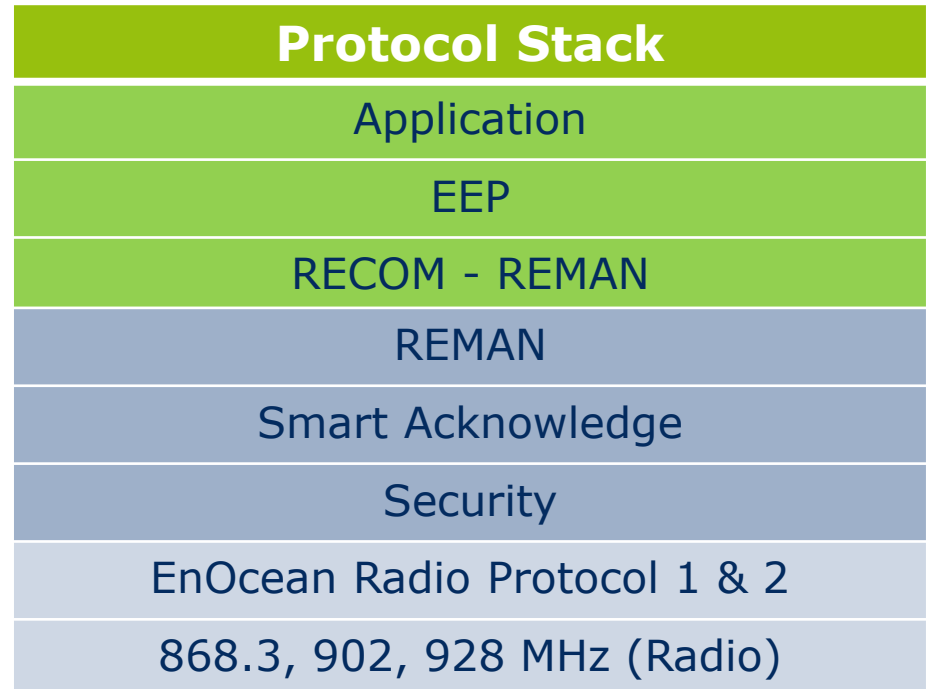 Protocol Stack
Application
EEP
RECOM - REMAN
REMAN
Smart Acknowledge
Security
EnOcean Radio Protocol 1 & 2
868.3, 902, 928 MHz (Radio)